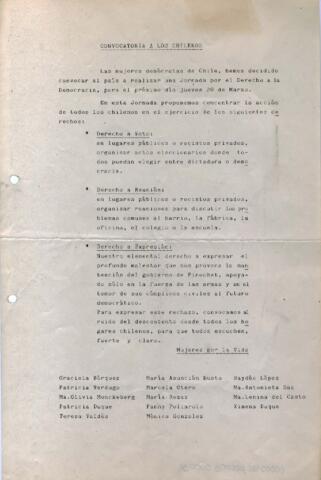 CONVOCATORIA A LOS CHILENOS
Las mujeres demócratas de Chile, hemos decidido
convocar al país a realizar una Jornada por el Derecho a la
Democracia, para el próximo día jueves 20 de Marzo.
En esta Jornada proponemos concentrar la acción
de todos los chilenos en el ejercicio de los siguientes de
rechos:
* Derecho a Voto:
en lugares públicos o recintos privados,
organizar actos eleccionarios donde to-
dos puedan elegir entre dictadura o demo
cracia.
* Derecho a Reunión:
en lugares públicos o recintos privados,
organizar reuniones para discutir los pro
blemas comunes al barrio, la fábrica, la
oficina, el colegio o la escuela.
* Derecho a Expresión:
Nuestro elemental derecho a expresar el
profundo malestar que nos provoca la man
tención del gobierno de Pinochet, apoya-
do sólo en la fuerza de las armas y en el
temor de sus cómplices civiles al futuro
democrático.
Para expresar este rechazo, convocamos al
ruido del descontento desde todos los ho
gares chilenos, para que todos escuchen,
fuerte y claro.
Mujeres por la Vida
Graciela Bórquez María Asunción Busto Haydée López
Patricia Verdugo Marcela Otero Ma.Antonieta Saa
Ma.Olivia Monckeberg María Rozas Ma.Estenina del Canto
Patricia Duque Fanny Pollarolo Ximena Duque
Teresa Valdés Mónica González